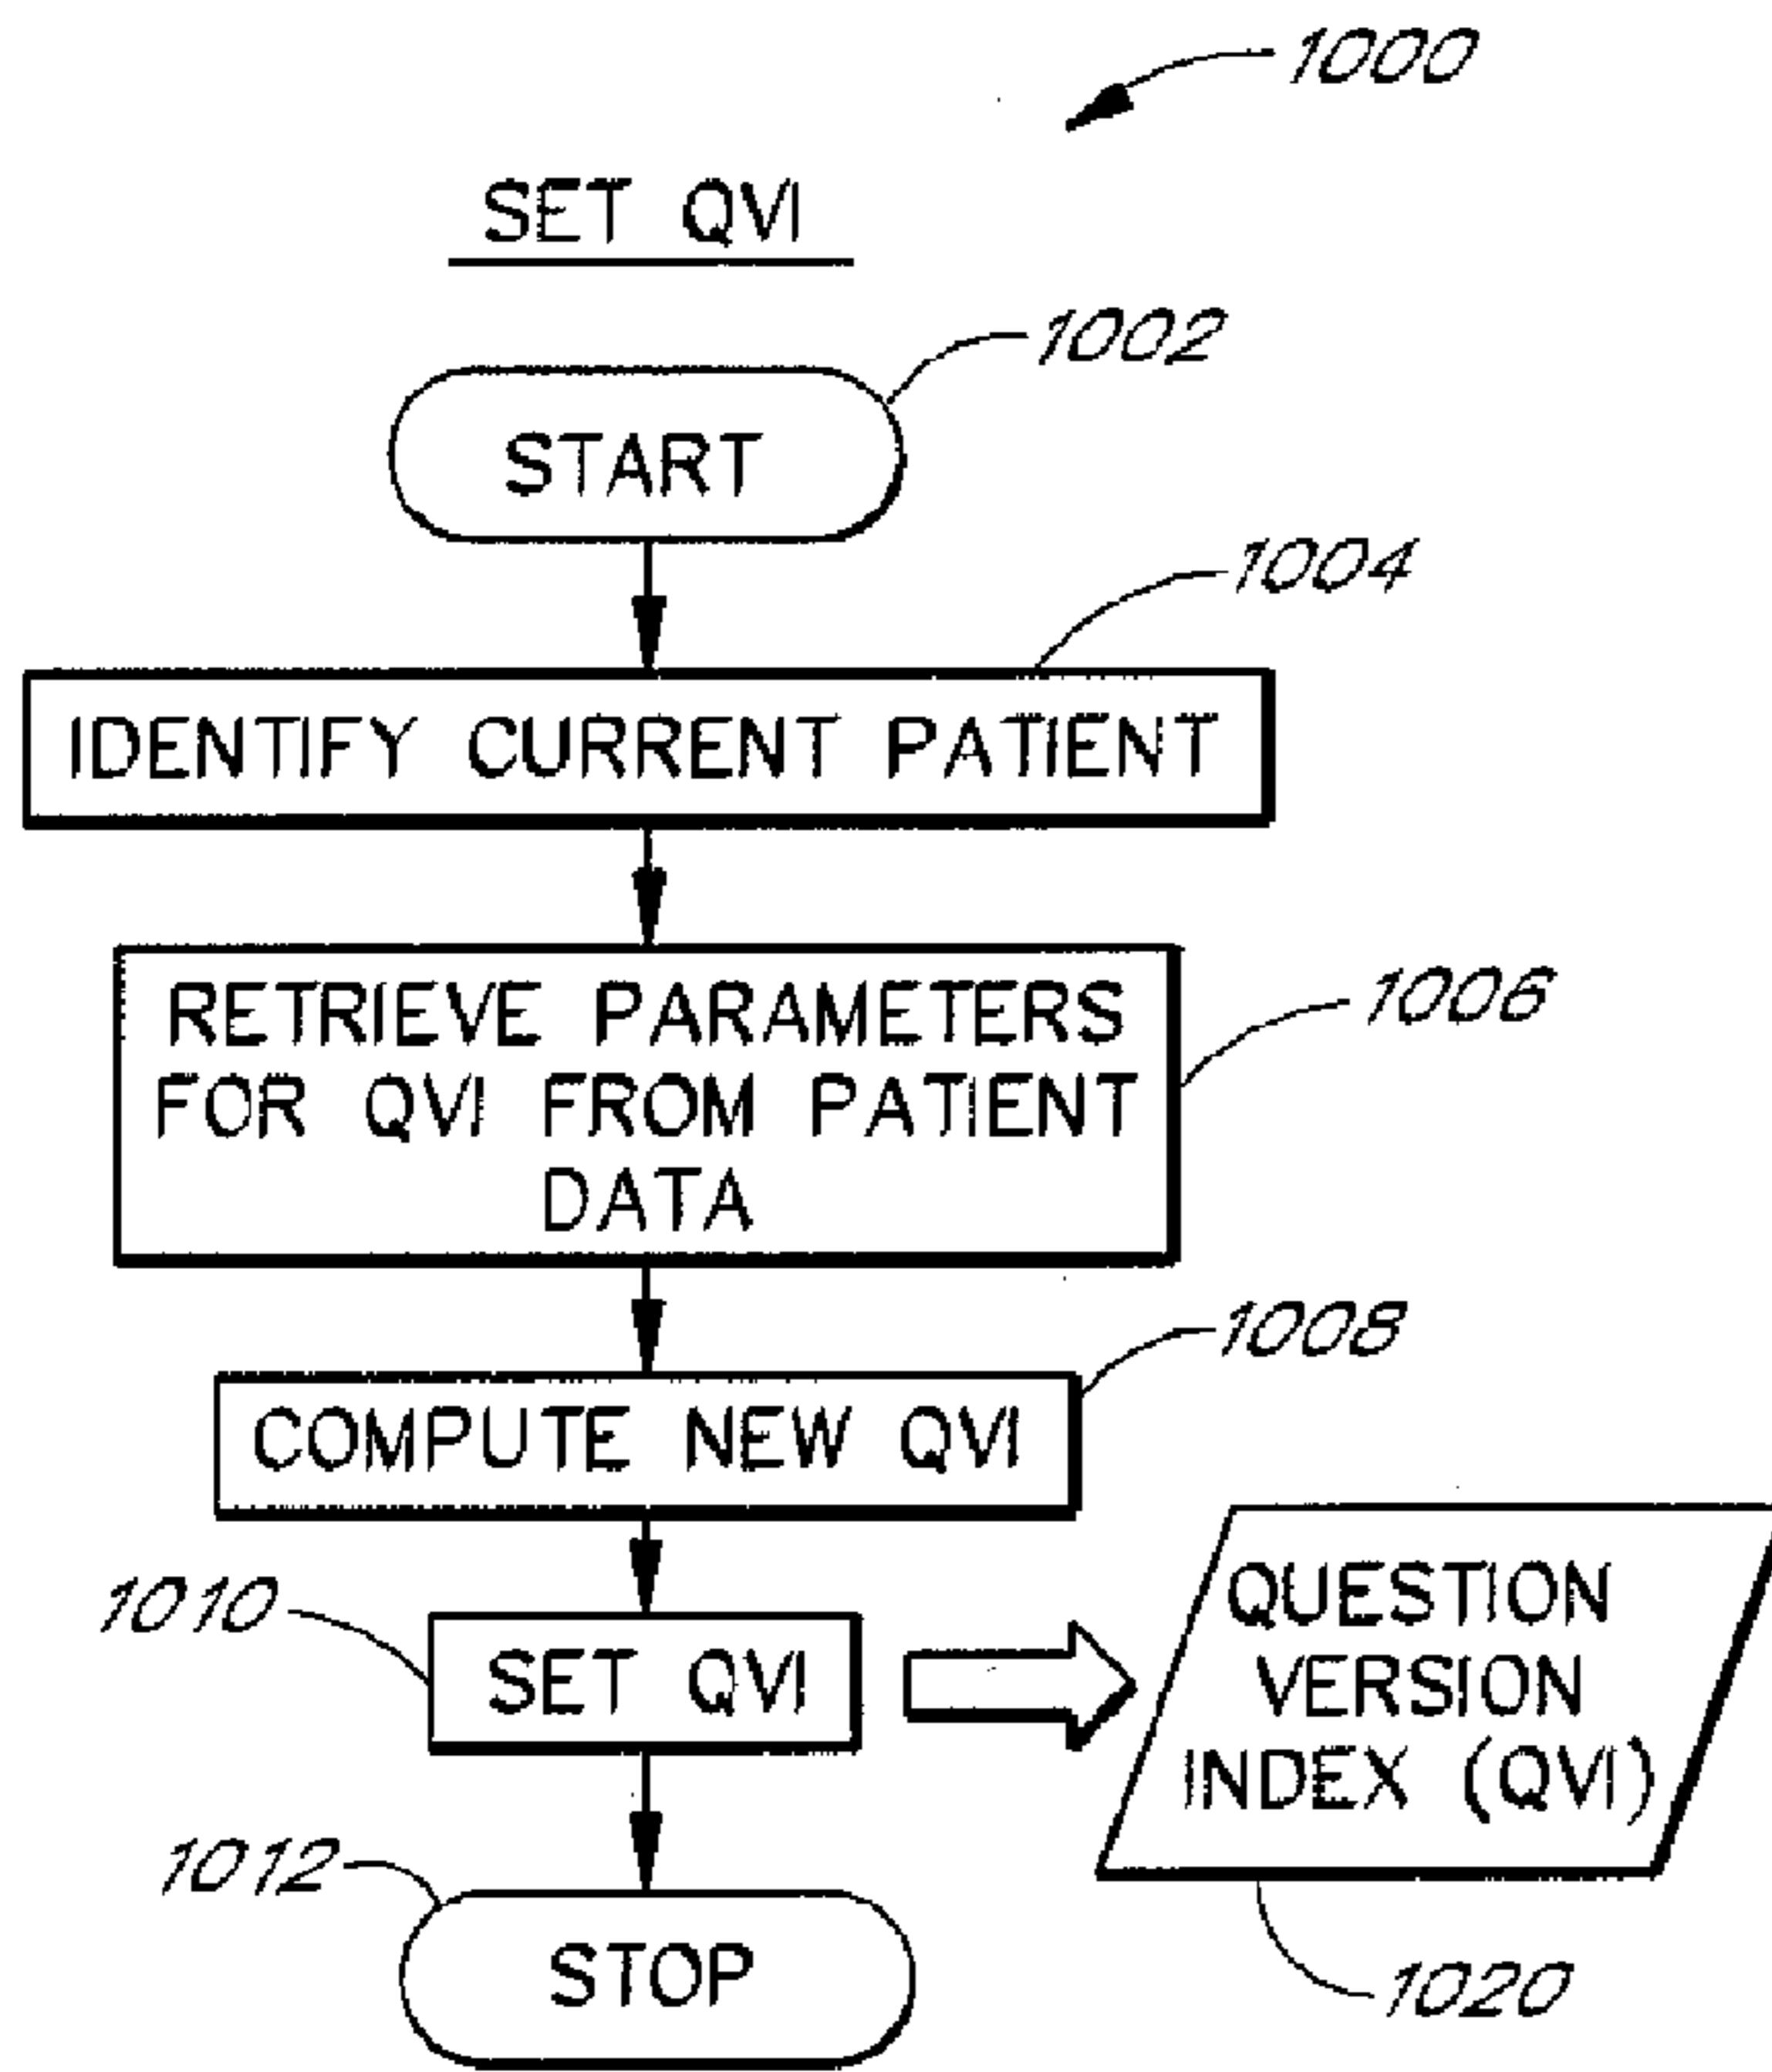 1000
SET QVI
1002
START
1004
IDENTIFY CURRENT PATIENT
RETRIEVE PARAMETERS
FOR QVI FROM PATIENT
DATA
1006
1008
COMPUTE NEW QVI
1010
SET QVI
QUESTION
VERSION
INDEX (QVI)
1012
STOP
1020